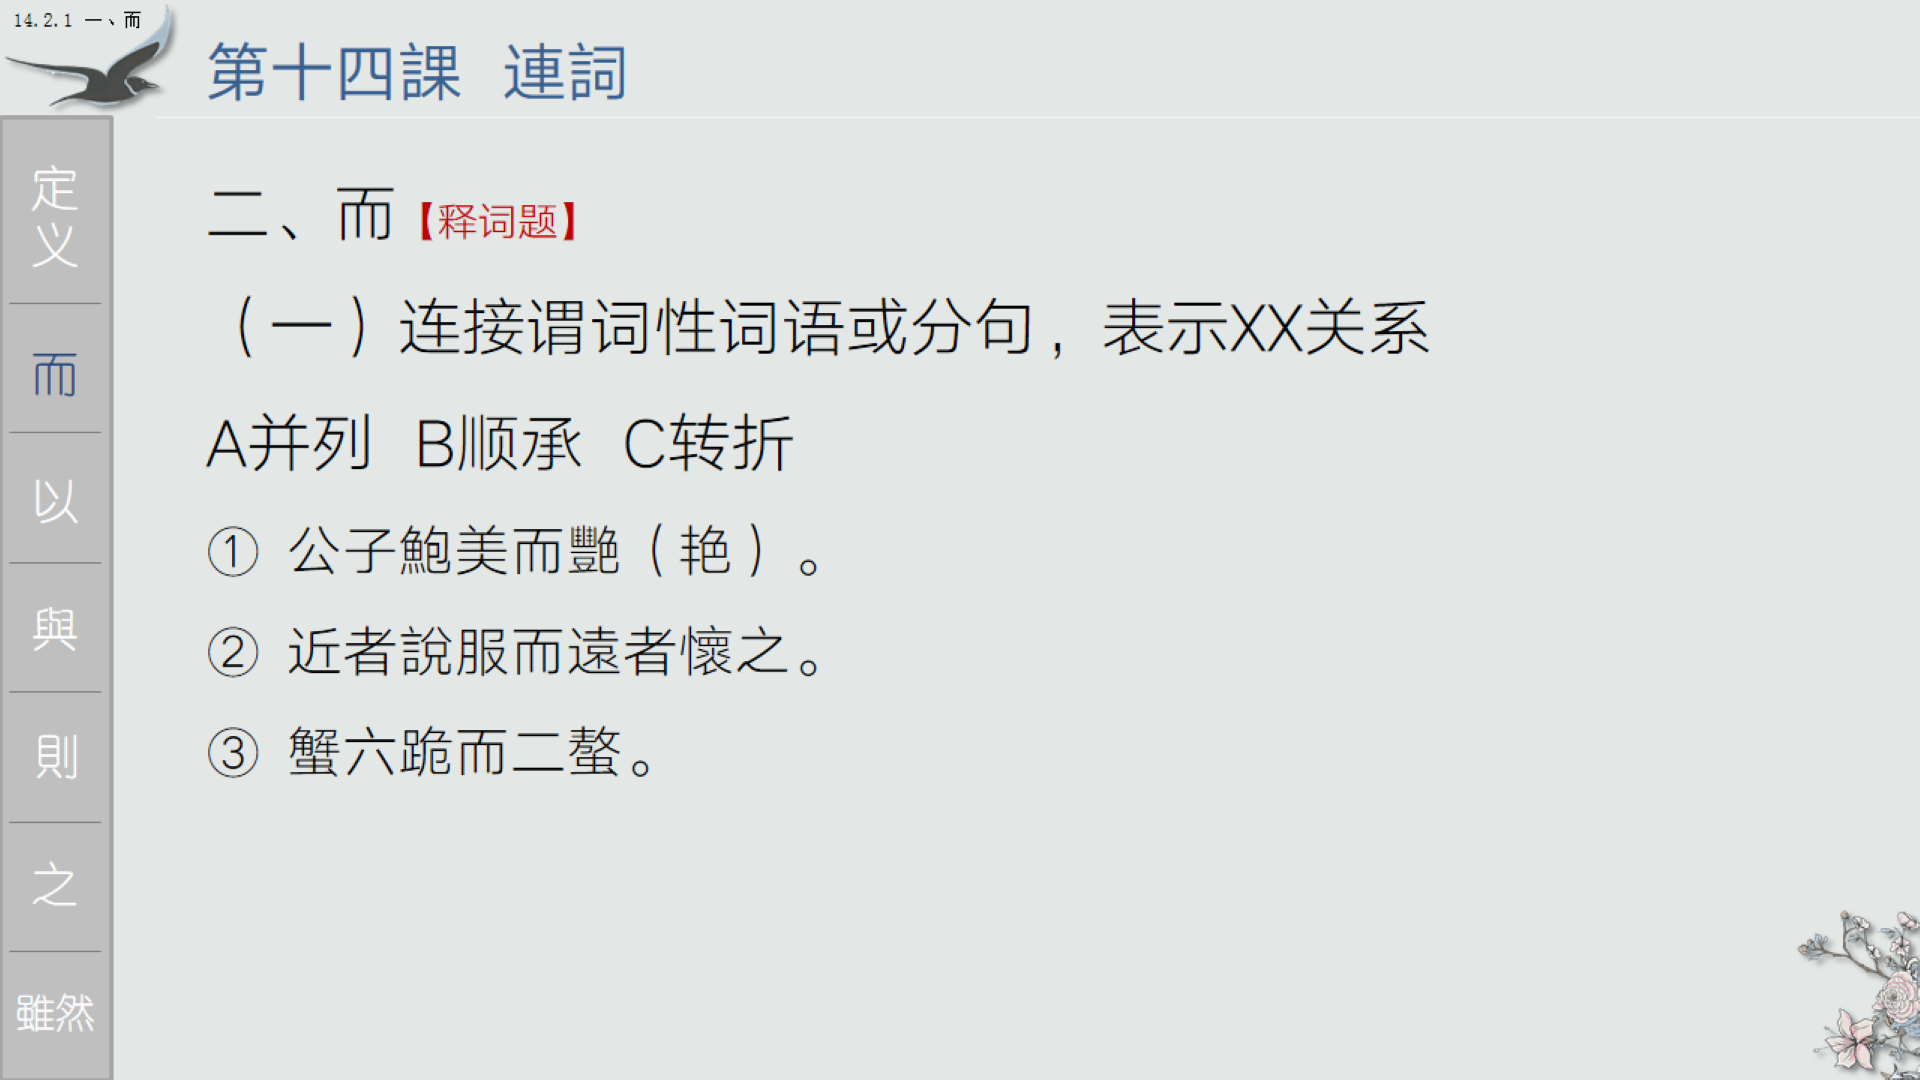 14.2.1 一、而
第十四課 連詞
定
义
而
以
與
則
之
雖然
二、而【释词题】
（一）连接谓词性词语或分句，表示XX关系
A并列 B顺承 C转折
① 公子鮑美而豔（艳）。
② 近者說服而遠者懷之。
③ 蟹六跪而二螯。